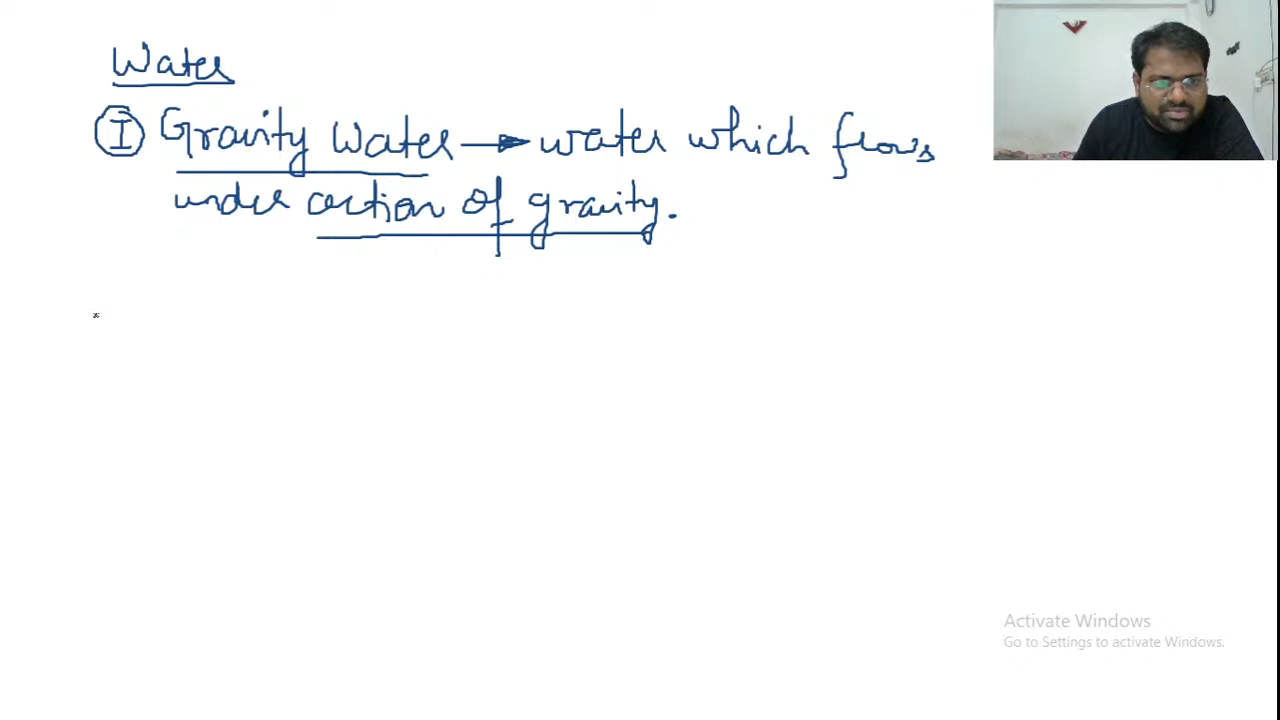 Water
I Gravity Water → water which flows
under action of gravity.
Activate Windows
Go to Settings to activate Windows.